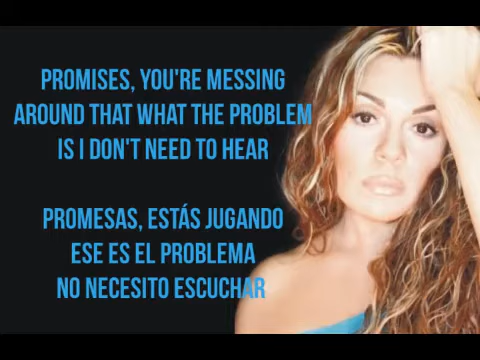 PROMISES, YOU'RE MESSING
AROUND THAT WHAT THE PROBLEM
IS I DON'T NEED TO HEAR
PROMESAS, ESTÁS JUGANDO
ESE ES EL PROBLEMA
NO NECESITO ESCUCHAR